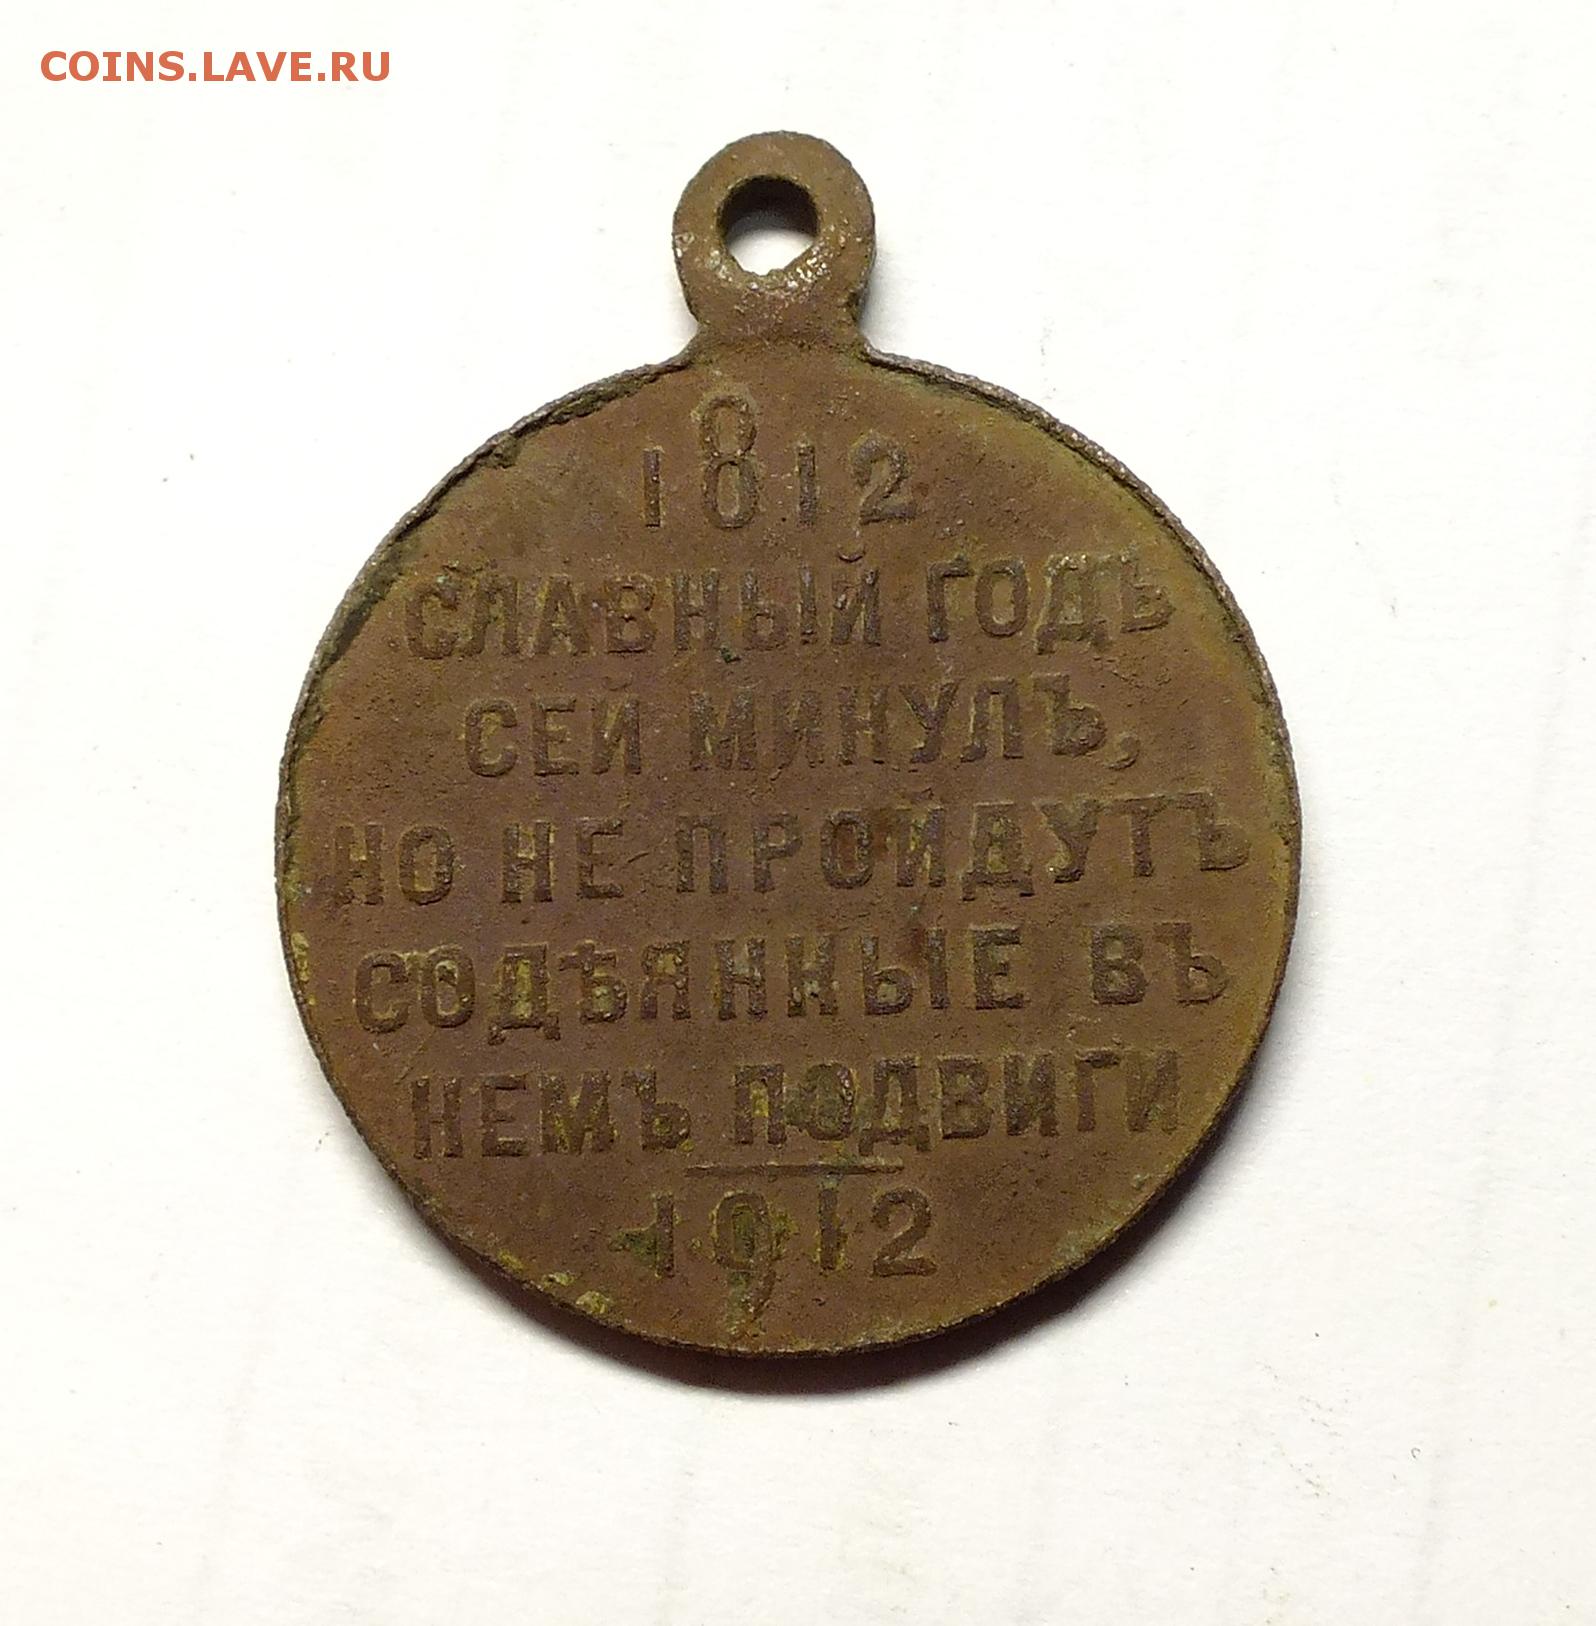 COINS.LAVE.RU
1812
СЛАВНЫЙ ГОДЪ
СЕЙ МИНУЛЪ,
НО НЕ ПРОЙДУТЪ
СОДѢЯННЫЕ ВЪ
НЕМЪ ПОДВИГИ
1912